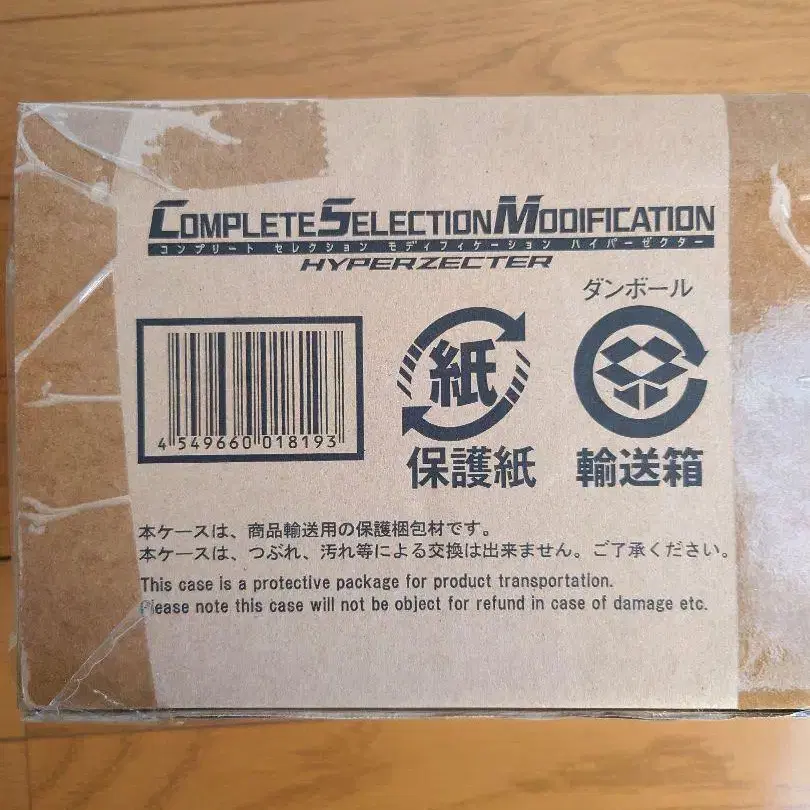 COMPLETE SELECTION MODIFICATION
コンプリート セレクション モディフィケーション ハイパーゼクター
HYPERZECTER
ダンボール
紙
4 549660 018193
保護紙
輸送箱
本ケースは、商品輸送用の保護梱包材です。
本ケースは、つぶれ、汚れ等による交換は出来ません。ご了承ください。
This case is a protective package for product transportation.
Please note this case will not be object for refund in case of damage etc.